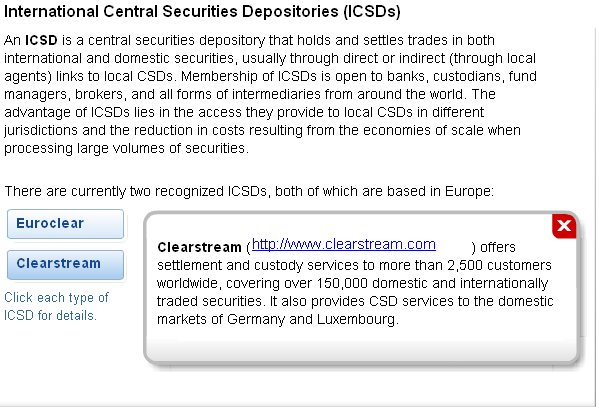 International Central Securities Depositories (ICSDs)
An ICSD is a central securities depository that holds and settles trades in both
international and domestic securities, usually through direct or indirect (through local
agents) links to local CSDs. Membership of ICSDs is open to banks, custodians, fund
managers, brokers, and all forms of intermediaries from around the world. The
advantage of ICSDs lies in the access they provide to local CSDs in different
jurisdictions and the reduction in costs resulting from the economies of scale when
processing large volumes of securities.
There are currently two recognized ICSDs, both of which are based in Europe:
Euroclear
Clearstream
Click each type of
ICSD for details.
Clearstream (http://www.clearstream.com ) offers
settlement and custody services to more than 2,500 customers
worldwide, covering over 150,000 domestic and internationally
traded securities. It also provides CSD services to the domestic
markets of Germany and Luxembourg.